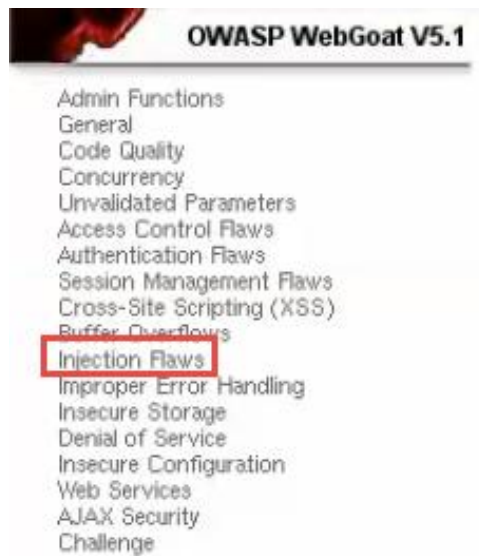 OWASP WebGoat V5.1
Admin Functions
General
Code Quality
Concurrency
Unvalidated Parameters
Access Control Flaws
Authentication Flaws
Session Management Flaws
Cross-Site Scripting (XSS)
Buffer Overflows
Injection Flaws
Improper Error Handling
Insecure Storage
Denial of Service
Insecure Configuration
Web Services
AJAX Security
Challenge